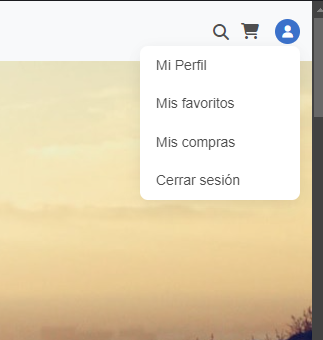 Mi Perfil
Mis favoritos
Mis compras
Cerrar sesión